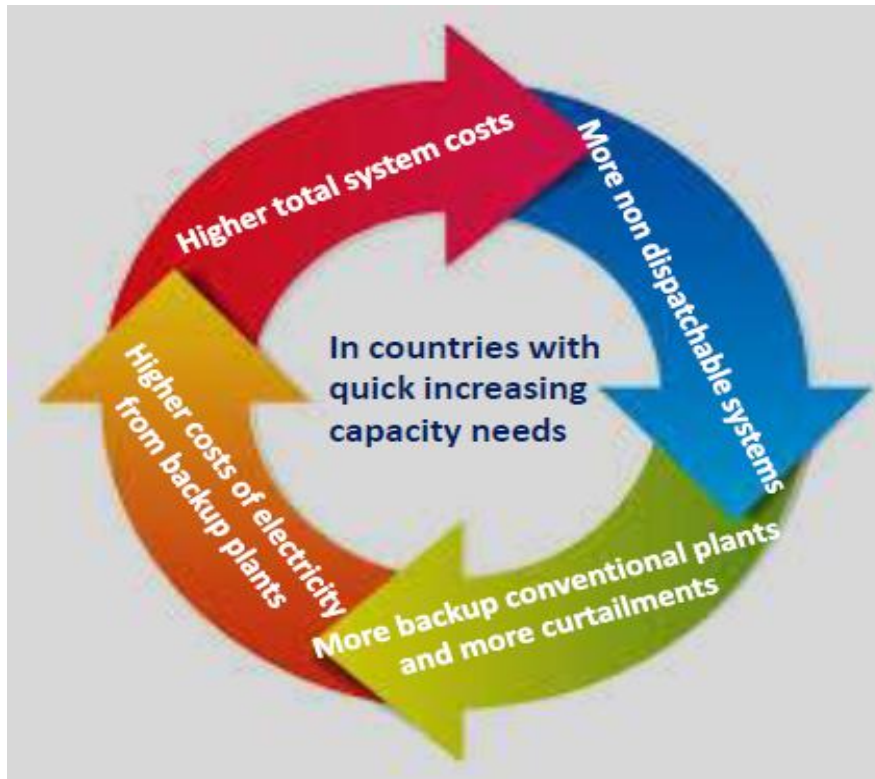 Higher total system costs
More non dispatchable systems
More backup conventional plants
and more curtailments
Higher costs of electricity
from backup plants
In countries with
quick increasing
capacity needs